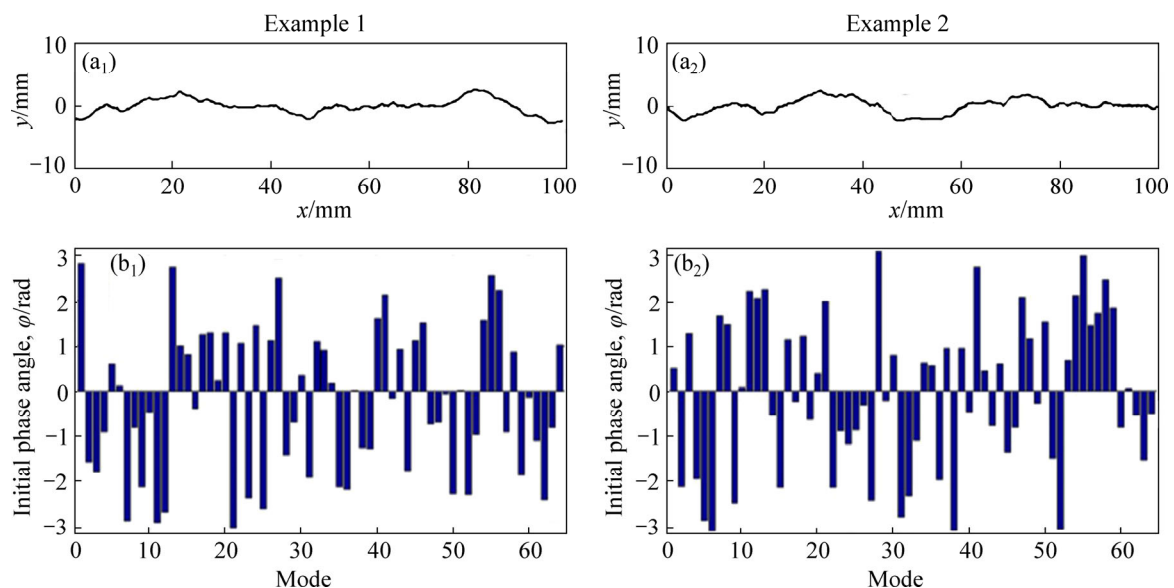 Example 1
Example 2
(a1)
10
0
−10
y/mm
0 20 40 60 80 100
x/mm
(a2)
10
0
−10
y/mm
0 20 40 60 80 100
x/mm
(b1)
3
2
1
0
−1
−2
−3
Initial phase angle, φ/rad
0 10 20 30 40 50 60
Mode
(b2)
3
2
1
0
−1
−2
−3
Initial phase angle, φ/rad
0 10 20 30 40 50 60
Mode